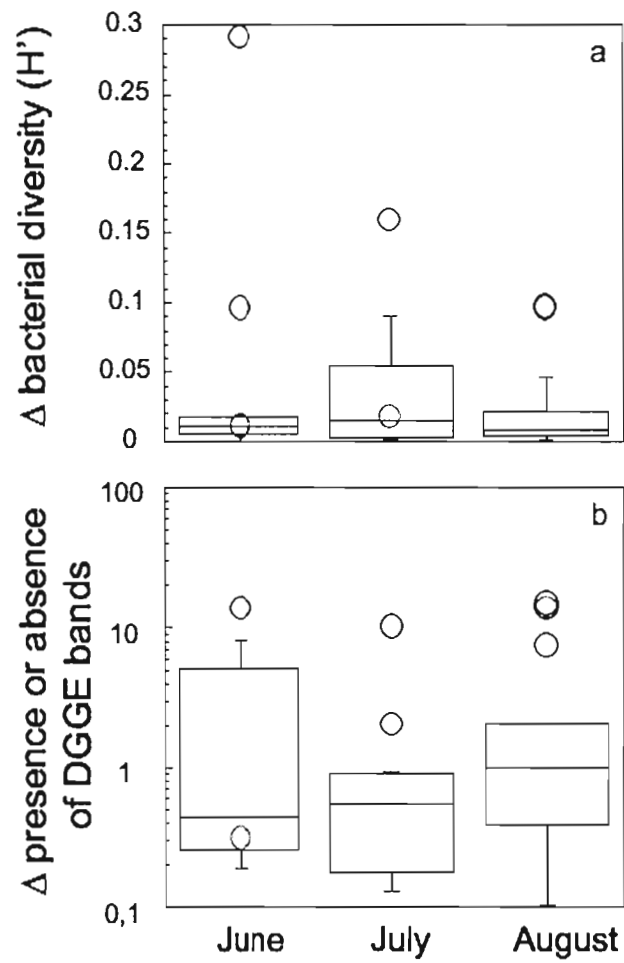 Δ bacterial diversity (H')
0.3
0.25
0.2
0.15
0.1
0.05
0
a
Δ presence or absence
of DGGE bands
100
10
1
0,1
b
June July August